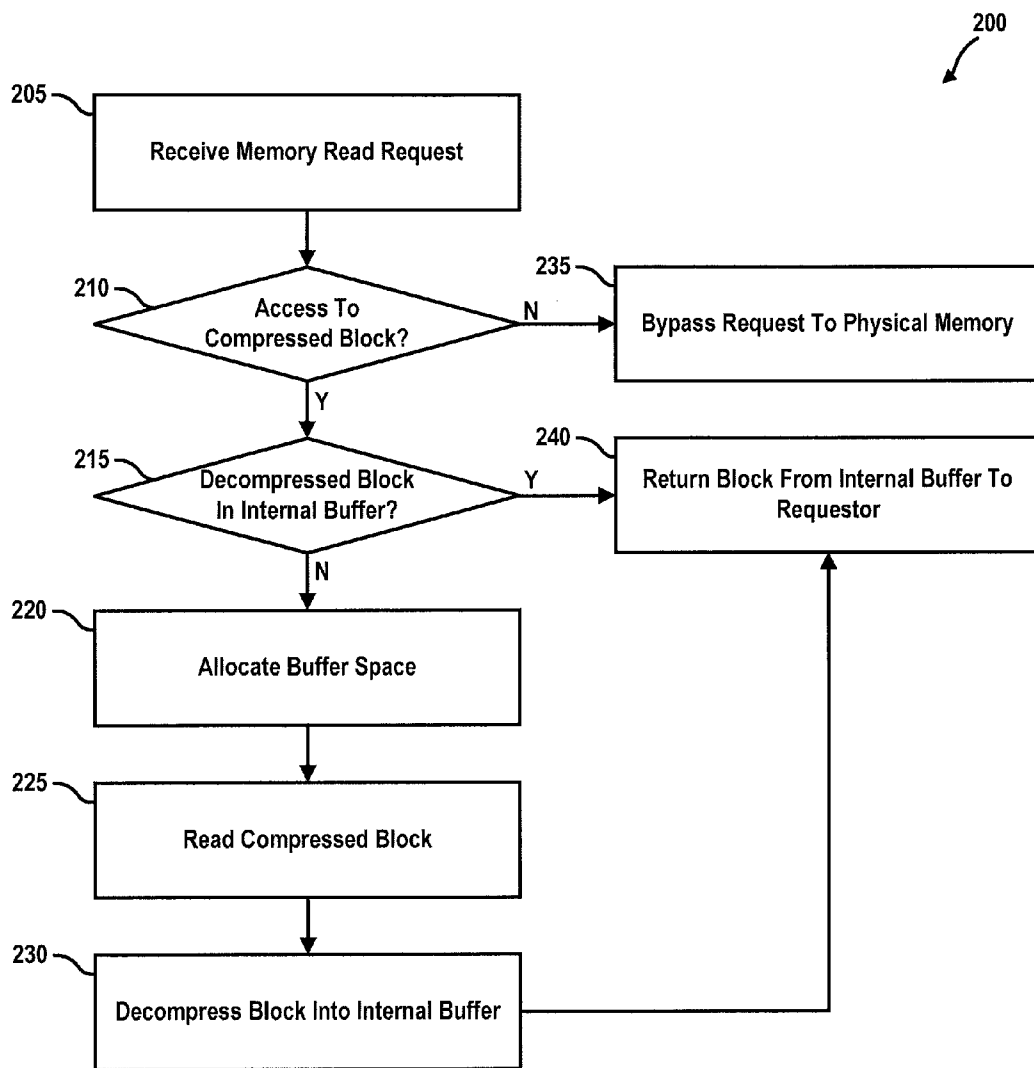 200
205
Receive Memory Read Request
210
Access To
Compressed Block?
N
235
Bypass Request To Physical Memory
Y
215
Decompressed Block
In Internal Buffer?
Y
240
Return Block From Internal Buffer To
Requestor
N
220
Allocate Buffer Space
225
Read Compressed Block
230
Decompress Block Into Internal Buffer